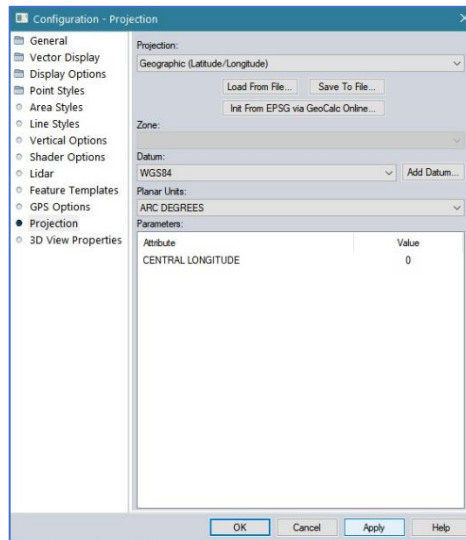 Configuration - Projection
General
Vector Display
Display Options
Point Styles
Area Styles
Line Styles
Vertical Options
Shader Options
Lidar
Feature Templates
GPS Options
Projection
3D View Properties
Projection:
Geographic (Latitude/Longitude)
Load From File... Save To File...
Init From EPSG via GeoCalc Online...
Zone:
Datum:
WGS84 Add Datum...
Planar Units:
ARC DEGREES
Parameters:
Attribute Value
CENTRAL LONGITUDE 0
OK Cancel Apply Help